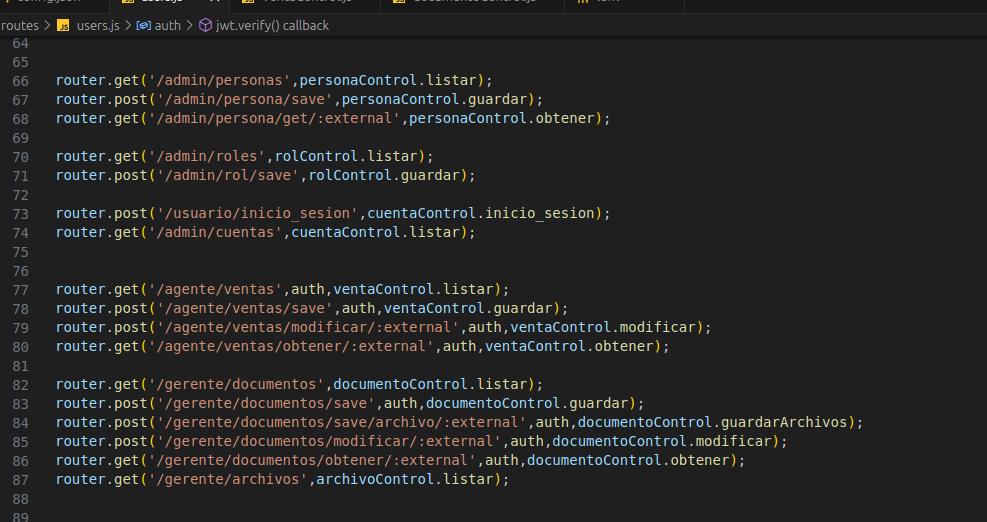 routes > JS users.js > auth > jwt.verify() callback
64
65
66 router.get('/admin/personas',personaControl.listar);
67 router.post('/admin/persona/save',personaControl.guardar);
68 router.get('/admin/persona/get/:external',personaControl.obtener);
69
70 router.get('/admin/roles',rolControl.listar);
71 router.post('/admin/rol/save',rolControl.guardar);
72
73 router.post('/usuario/inicio_sesion',cuentaControl.inicio_sesion);
74 router.get('/admin/cuentas',cuentaControl.listar);
75
76
77 router.get('/agente/ventas',auth,ventaControl.listar);
78 router.post('/agente/ventas/save',auth,ventaControl.guardar);
79 router.post('/agente/ventas/modificar/:external',auth,ventaControl.modificar);
80 router.get('/agente/ventas/obtener/:external',auth,ventaControl.obtener);
81
82 router.get('/gerente/documentos',documentoControl.listar);
83 router.post('/gerente/documentos/save',auth,documentoControl.guardar);
84 router.post('/gerente/documentos/save/archivo/:external',auth,documentoControl.guardarArchivos);
85 router.post('/gerente/documentos/modificar/:external',auth,documentoControl.modificar);
86 router.get('/gerente/documentos/obtener/:external',auth,documentoControl.obtener);
87 router.get('/gerente/archivos',archivoControl.listar);
88
89